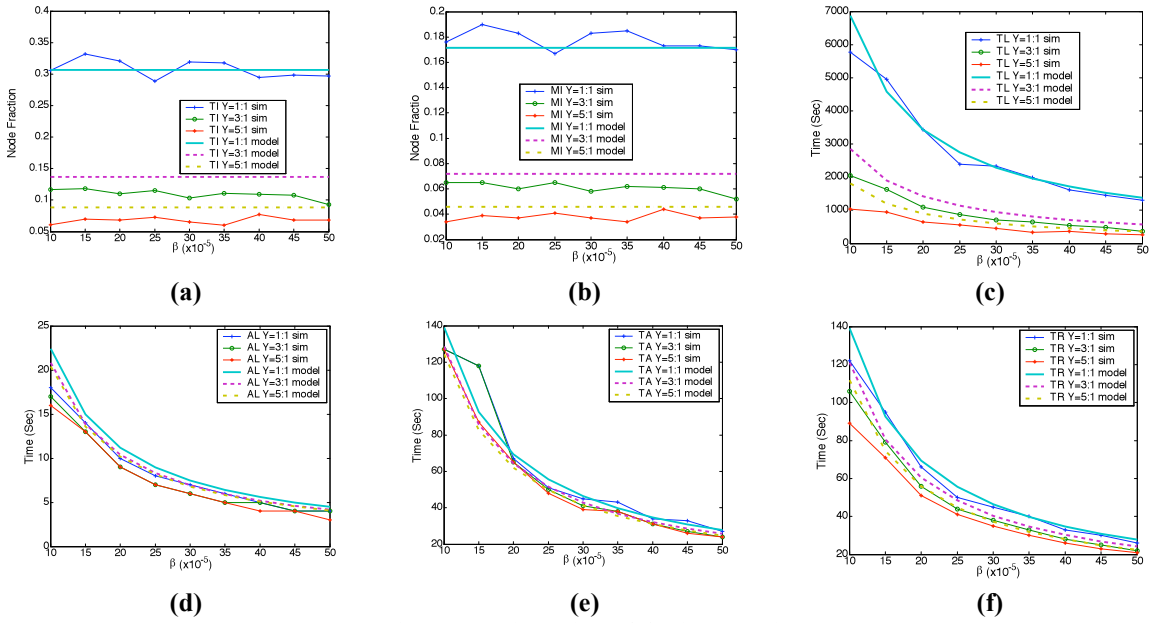 0.4
0.35
0.3
0.25
0.2
0.15
0.1
0.05
Node Fraction
TI Y=1:1 sim
TI Y=3:1 sim
TI Y=5:1 sim
TI Y=1:1 model
TI Y=3:1 model
TI Y=5:1 model
10 15 20 25 30 35 40 45 50
β (x10-5)
(a)
0.2
0.18
0.16
0.14
0.12
0.1
0.08
0.06
0.04
0.02
Node Fractio
MI Y=1:1 sim
MI Y=3:1 sim
MI Y=5:1 sim
MI Y=1:1 model
MI Y=3:1 model
MI Y=5:1 model
10 15 20 25 30 35 40 45 50
β (x10-5)
(b)
7000
6000
5000
4000
3000
2000
1000
0
Time (Sec)
TL Y=1:1 sim
TL Y=3:1 sim
TL Y=5:1 sim
TL Y=1:1 model
TL Y=3:1 model
TL Y=5:1 model
10 15 20 25 30 35 40 45 50
β (x10-5)
(c)
25
20
15
10
5
0
Time (Sec)
AL Y=1:1 sim
AL Y=3:1 sim
AL Y=5:1 sim
AL Y=1:1 model
AL Y=3:1 model
AL Y=5:1 model
10 15 20 25 30 35 40 45 50
β (x10-5)
(d)
140
120
100
80
60
40
20
Time (Sec)
TA Y=1:1 sim
TA Y=3:1 sim
TA Y=5:1 sim
TA Y=1:1 model
TA Y=3:1 model
TA Y=5:1 model
10 15 20 25 30 35 40 45 50
β (x10-5)
(e)
140
120
100
80
60
40
20
Time (Sec)
TR Y=1:1 sim
TR Y=3:1 sim
TR Y=5:1 sim
TR Y=1:1 model
TR Y=3:1 model
TR Y=5:1 model
10 15 20 25 30 35 40 45 50
β (x10-5)
(f)